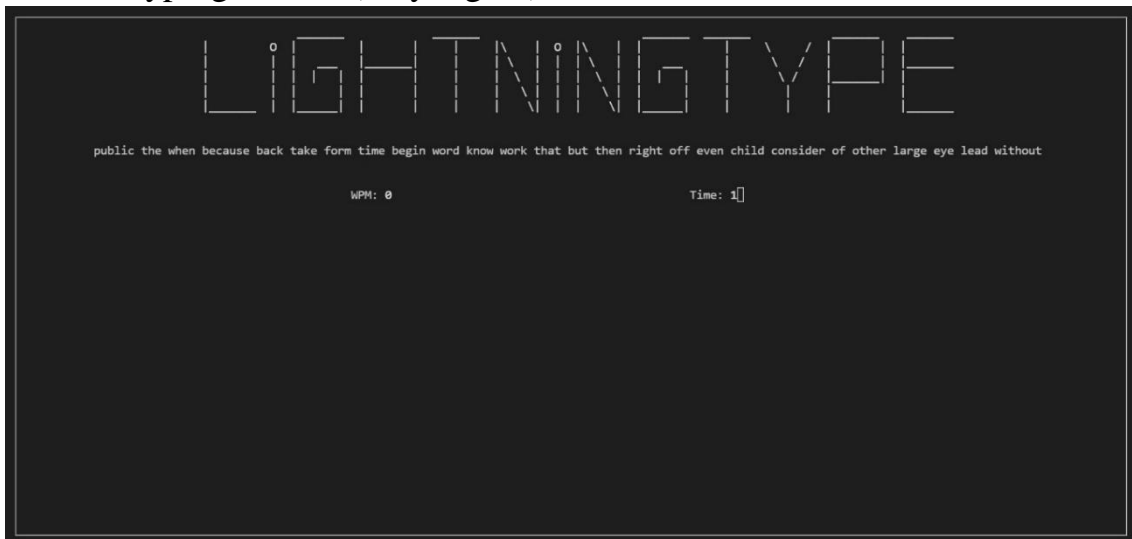 LiGHTNiNGTYPE
public the when because back take form time begin word know work that but then right off even child consider of other large eye lead without
WPM: 0 Time: 1